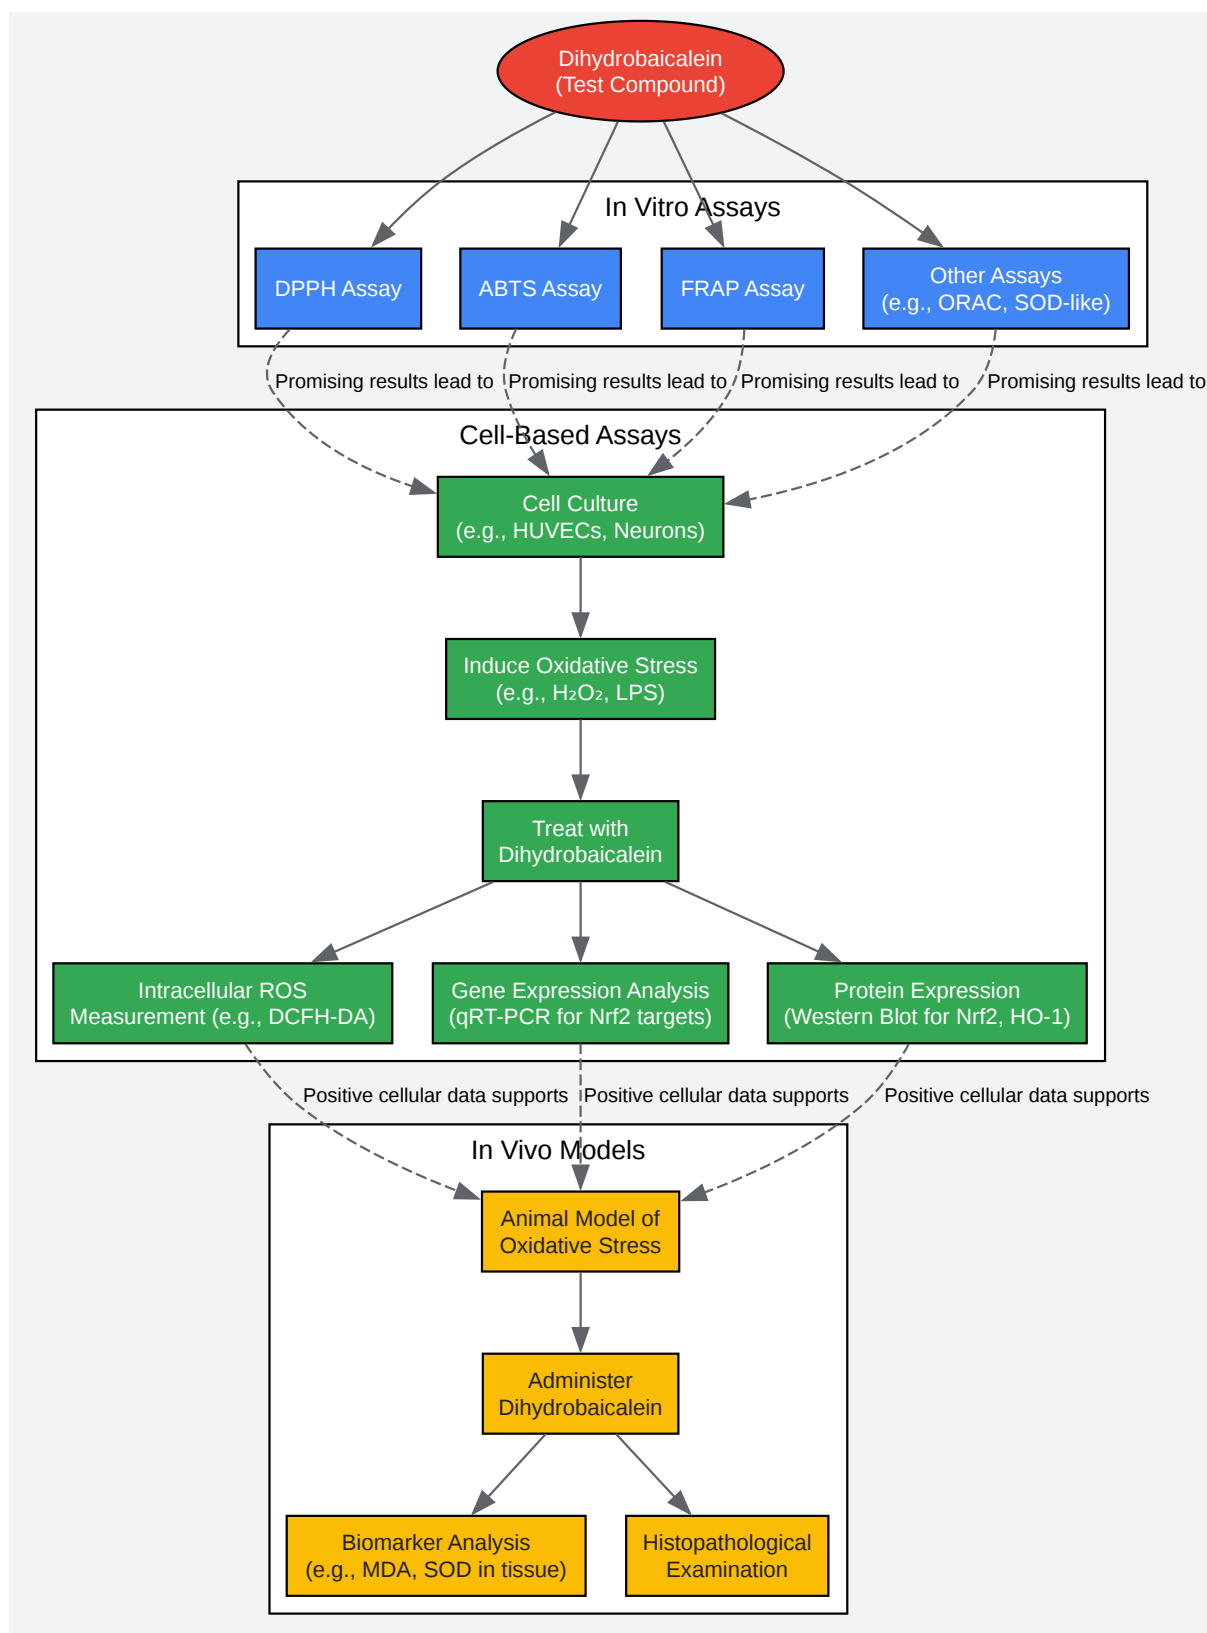 Dihydrobaicalein
(Test Compound)
In Vitro Assays
DPPH Assay
ABTS Assay
FRAP Assay
Other Assays
(e.g., ORAC, SOD-like)
Promising results lead to
Promising results lead to
Promising results lead to
Promising results lead to
Cell-Based Assays
Cell Culture
(e.g., HUVECs, Neurons)
Induce Oxidative Stress
(e.g., H₂O₂, LPS)
Treat with
Dihydrobaicalein
Intracellular ROS
Measurement (e.g., DCFH-DA)
Gene Expression Analysis
(qRT-PCR for Nrf2 targets)
Protein Expression
(Western Blot for Nrf2, HO-1)
Positive cellular data supports
Positive cellular data supports
Positive cellular data supports
In Vivo Models
Animal Model of
Oxidative Stress
Administer
Dihydrobaicalein
Biomarker Analysis
(e.g., MDA, SOD in tissue)
Histopathological
Examination